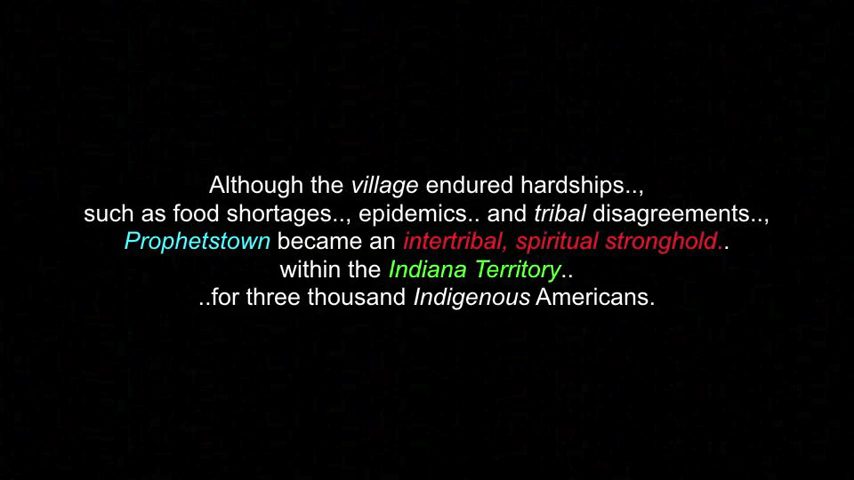 Although the village endured hardships..,
such as food shortages.., epidemics.. and tribal disagreements..,
Prophetstown became an intertribal, spiritual stronghold..
within the Indiana Territory..
..for three thousand Indigenous Americans.